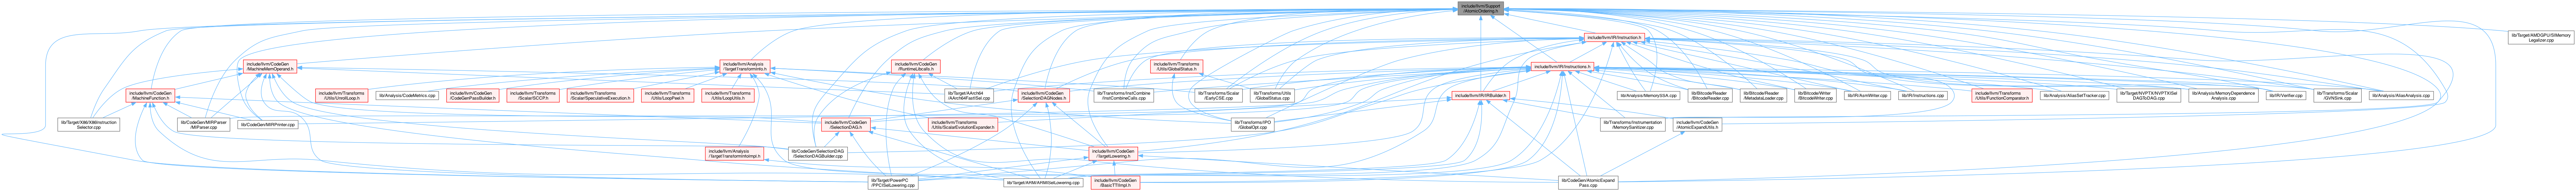 include/llvm/Support
/AtomicOrdering.h
include/llvm/IR/Instruction.h
lib/Target/AMDGPU/SIMemory
Legalizer.cpp
include/llvm/CodeGen
/MachineMemOperand.h
include/llvm/Analysis
/TargetTransformInfo.h
include/llvm/CodeGen
/RuntimeLibcalls.h
include/llvm/Transforms
/Utils/GlobalStatus.h
include/llvm/IR/Instructions.h
include/llvm/CodeGen
/MachineFunction.h
include/llvm/Transforms
/Utils/UnrollLoop.h
lib/Analysis/CodeMetrics.cpp
include/llvm/CodeGen
/CodeGenPassBuilder.h
include/llvm/Transforms
/Scalar/SCCP.h
include/llvm/Transforms
/Scalar/SpeculativeExecution.h
include/llvm/Transforms
/Utils/LoopPeel.h
include/llvm/Transforms
/Utils/LoopUtils.h
lib/Target/AArch64
/AArch64FastISel.cpp
include/llvm/CodeGen
/SelectionDAGNodes.h
lib/Transforms/InstCombine
/InstCombineCalls.cpp
lib/Transforms/Scalar
/EarlyCSE.cpp
lib/Transforms/Utils
/GlobalStatus.cpp
include/llvm/IR/IRBuilder.h
lib/Analysis/MemorySSA.cpp
lib/Bitcode/Reader
/BitcodeReader.cpp
lib/Bitcode/Reader
/MetadataLoader.cpp
lib/Bitcode/Writer
/BitcodeWriter.cpp
lib/IR/AsmWriter.cpp
lib/IR/Instructions.cpp
include/llvm/Transforms
/Utils/FunctionComparator.h
lib/Analysis/AliasSetTracker.cpp
lib/Target/NVPTX/NVPTXISel
DAGToDAG.cpp
lib/Analysis/MemoryDependence
Analysis.cpp
lib/IR/Verifier.cpp
lib/Transforms/Scalar
/GVNSink.cpp
lib/Analysis/AliasAnalysis.cpp
lib/Target/X86/X86Instruction
Selector.cpp
lib/CodeGen/MIRParser
/MIParser.cpp
lib/CodeGen/MIRPrinter.cpp
include/llvm/CodeGen
/SelectionDAG.h
include/llvm/Transforms
/Utils/ScalarEvolutionExpander.h
lib/Transforms/IPO
/GlobalOpt.cpp
lib/Transforms/Instrumentation
/MemorySanitizer.cpp
include/llvm/CodeGen
/AtomicExpandUtils.h
include/llvm/Analysis
/TargetTransformInfoImpl.h
lib/CodeGen/SelectionDAG
/SelectionDAGBuilder.cpp
include/llvm/CodeGen
/TargetLowering.h
lib/Target/PowerPC
/PPCISelLowering.cpp
lib/Target/ARM/ARMISelLowering.cpp
include/llvm/CodeGen
/BasicTTIImpl.h
lib/CodeGen/AtomicExpand
Pass.cpp